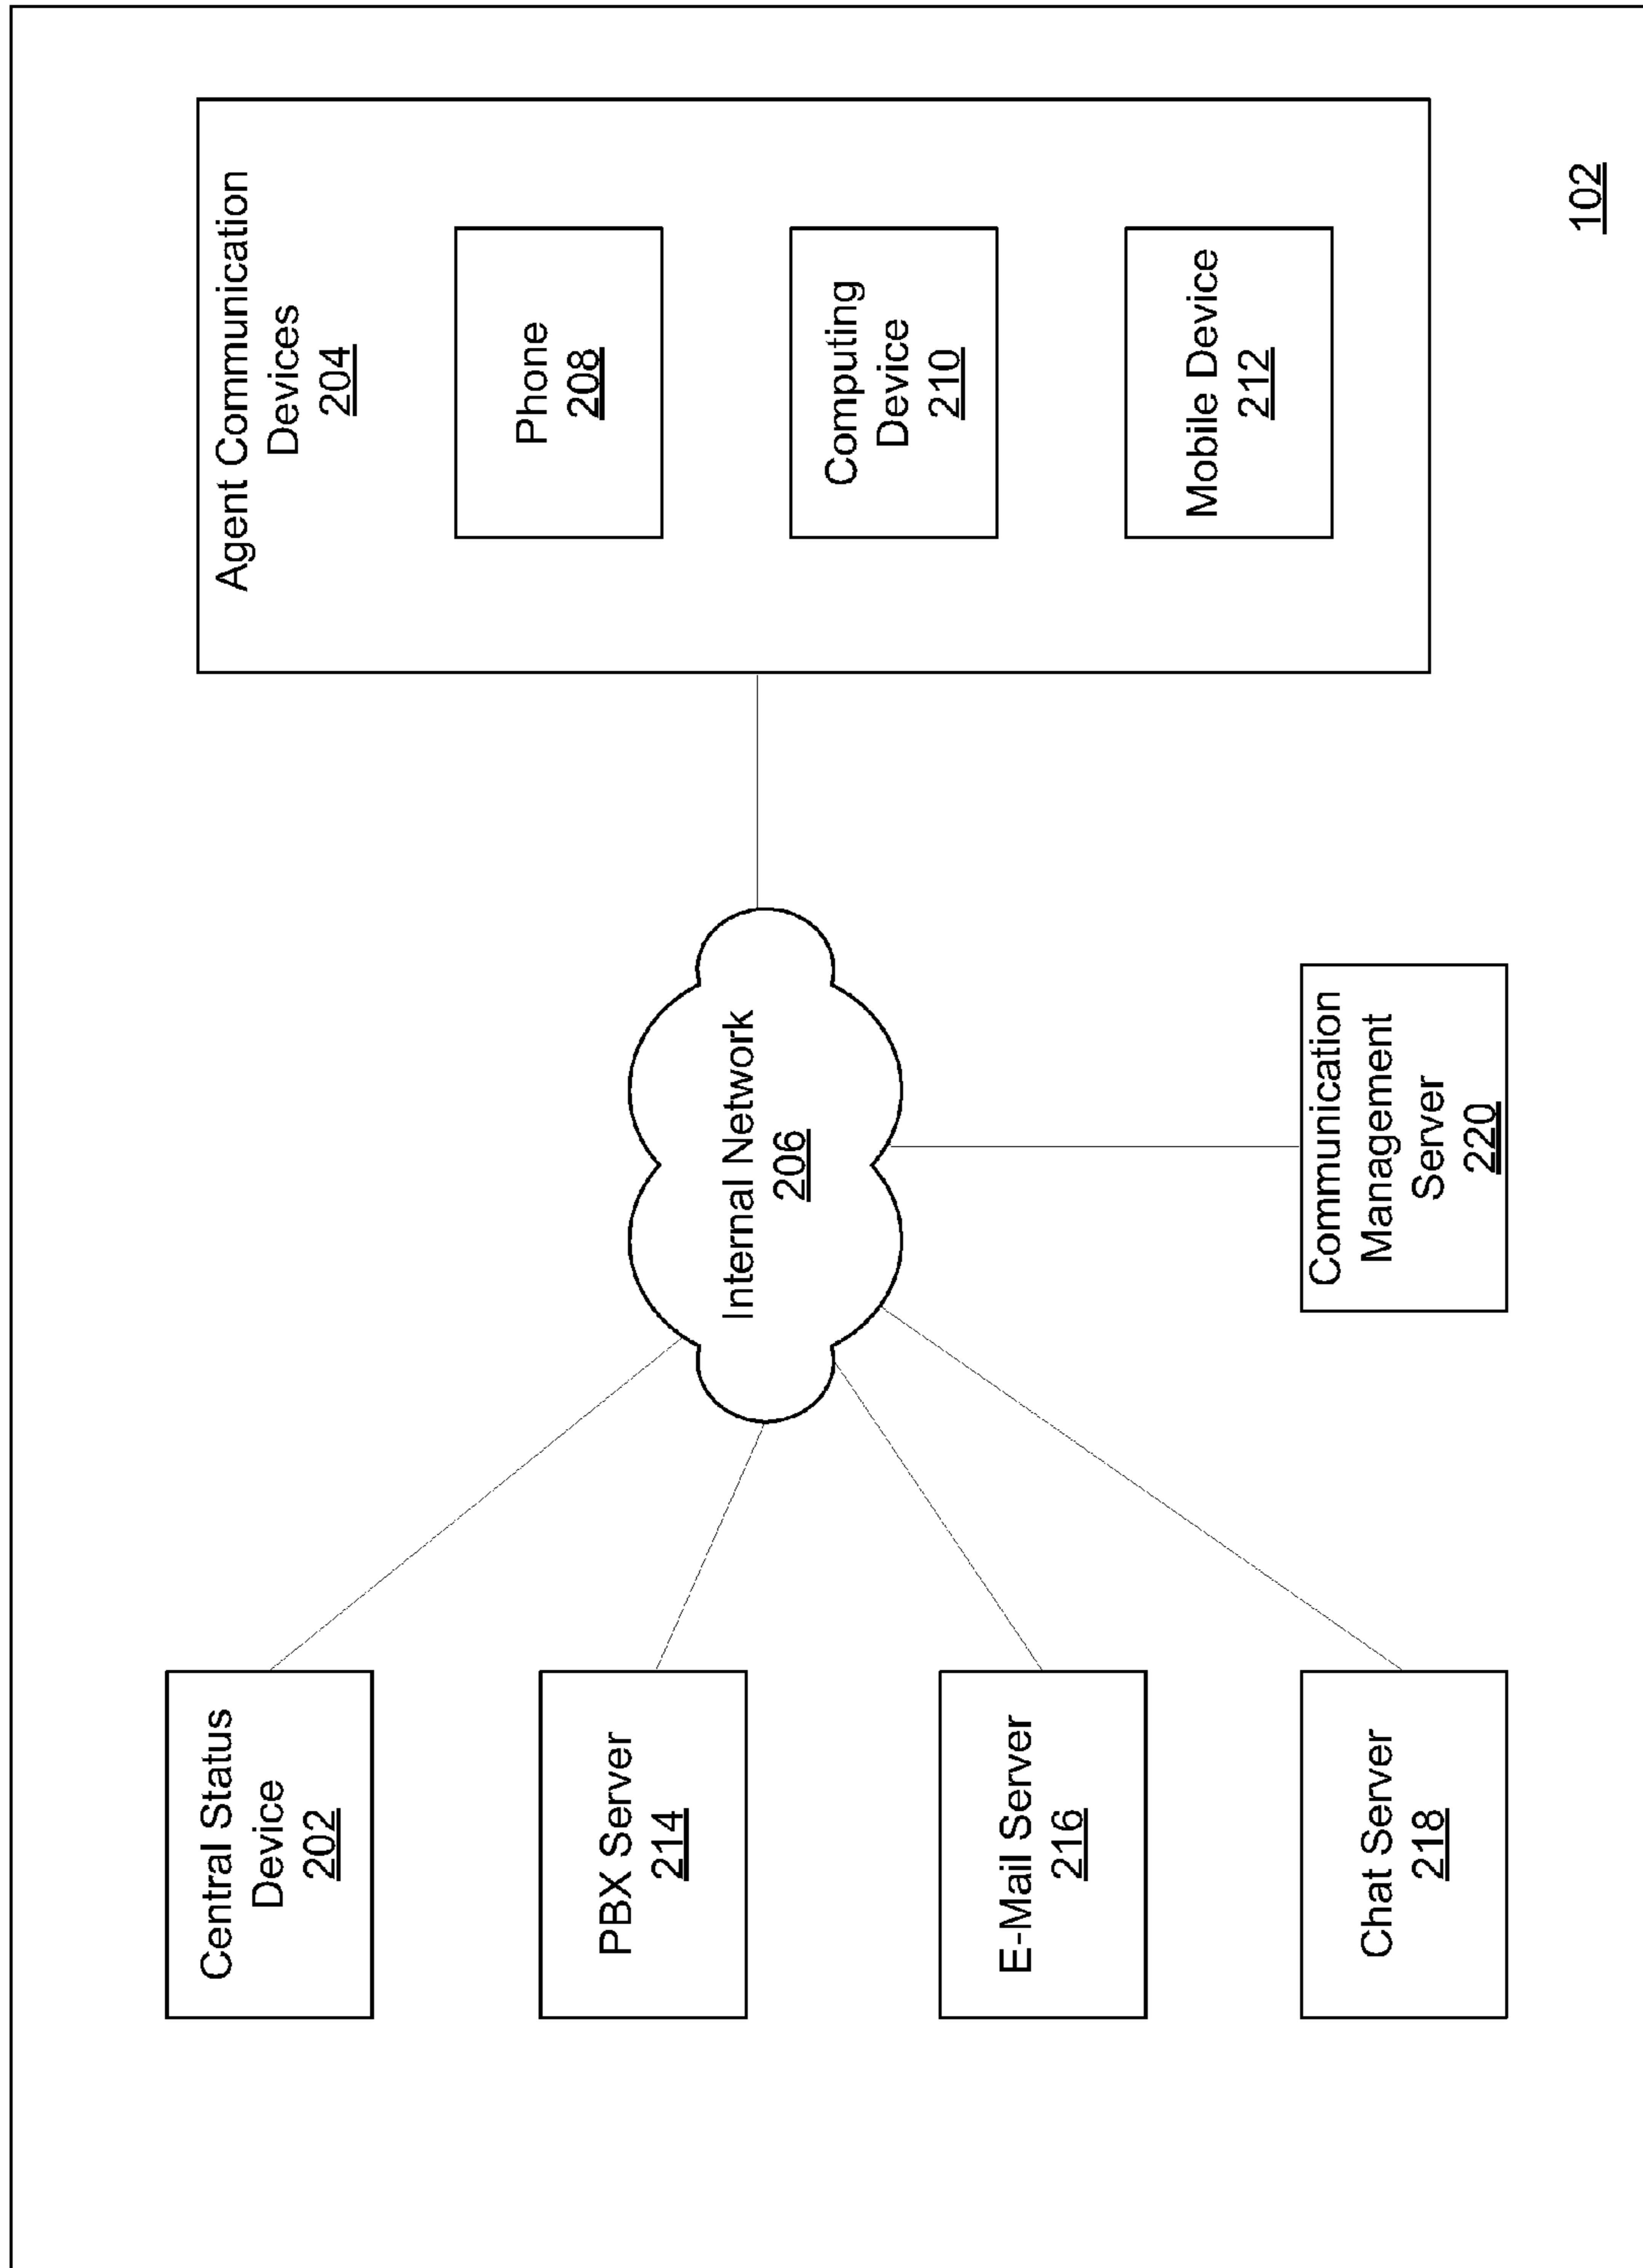 Central Status
Device
202
PBX Server
214
E-Mail Server
216
Chat Server
218
Internal Network
206
Communication
Management
Server
220
Agent Communication
Devices
204
Phone
208
Computing
Device
210
Mobile Device
212
102